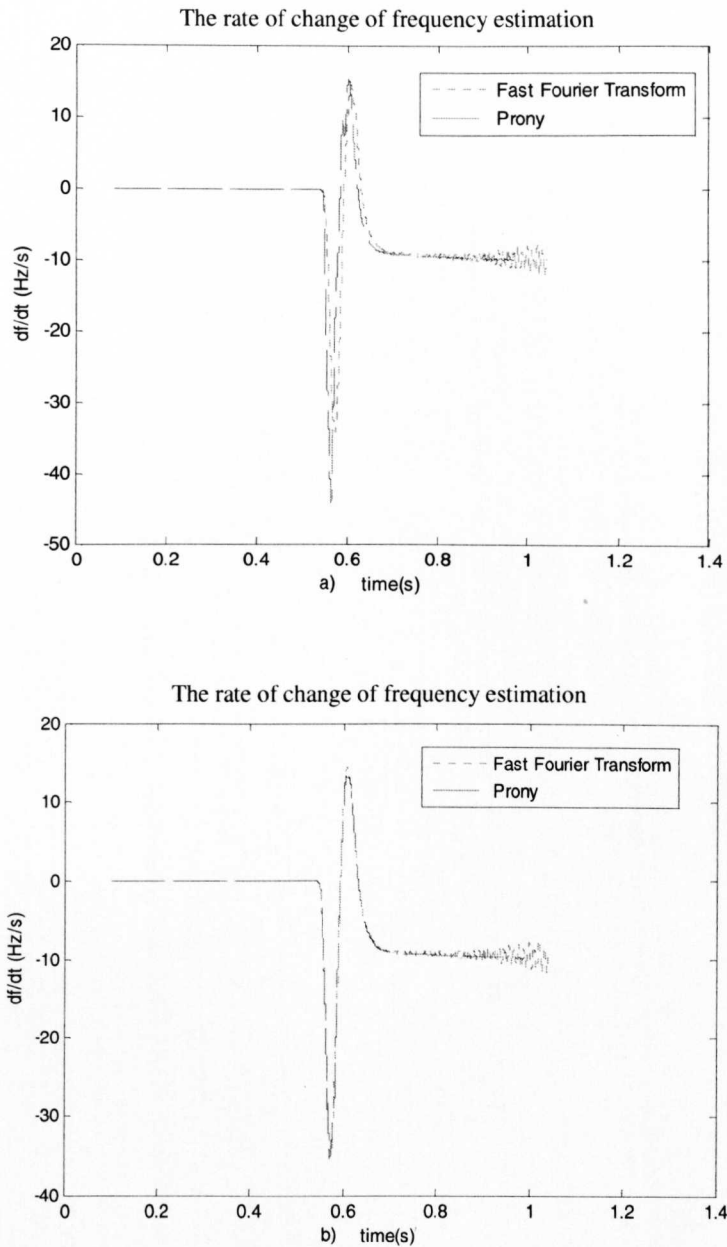 The rate of change of frequency estimation
20
Fast Fourier Transform
10
Prony
0
-10
-20
-30
-40
-50
df/dt (Hz/s)
0 0.2 0.4 0.6 0.8 1 1.2 1.4
a) time(s)
The rate of change of frequency estimation
20
Fast Fourier Transform
10
Prony
0
-10
-20
-30
-40
df/dt (Hz/s)
0 0.2 0.4 0.6 0.8 1 1.2 1.4
b) time(s)